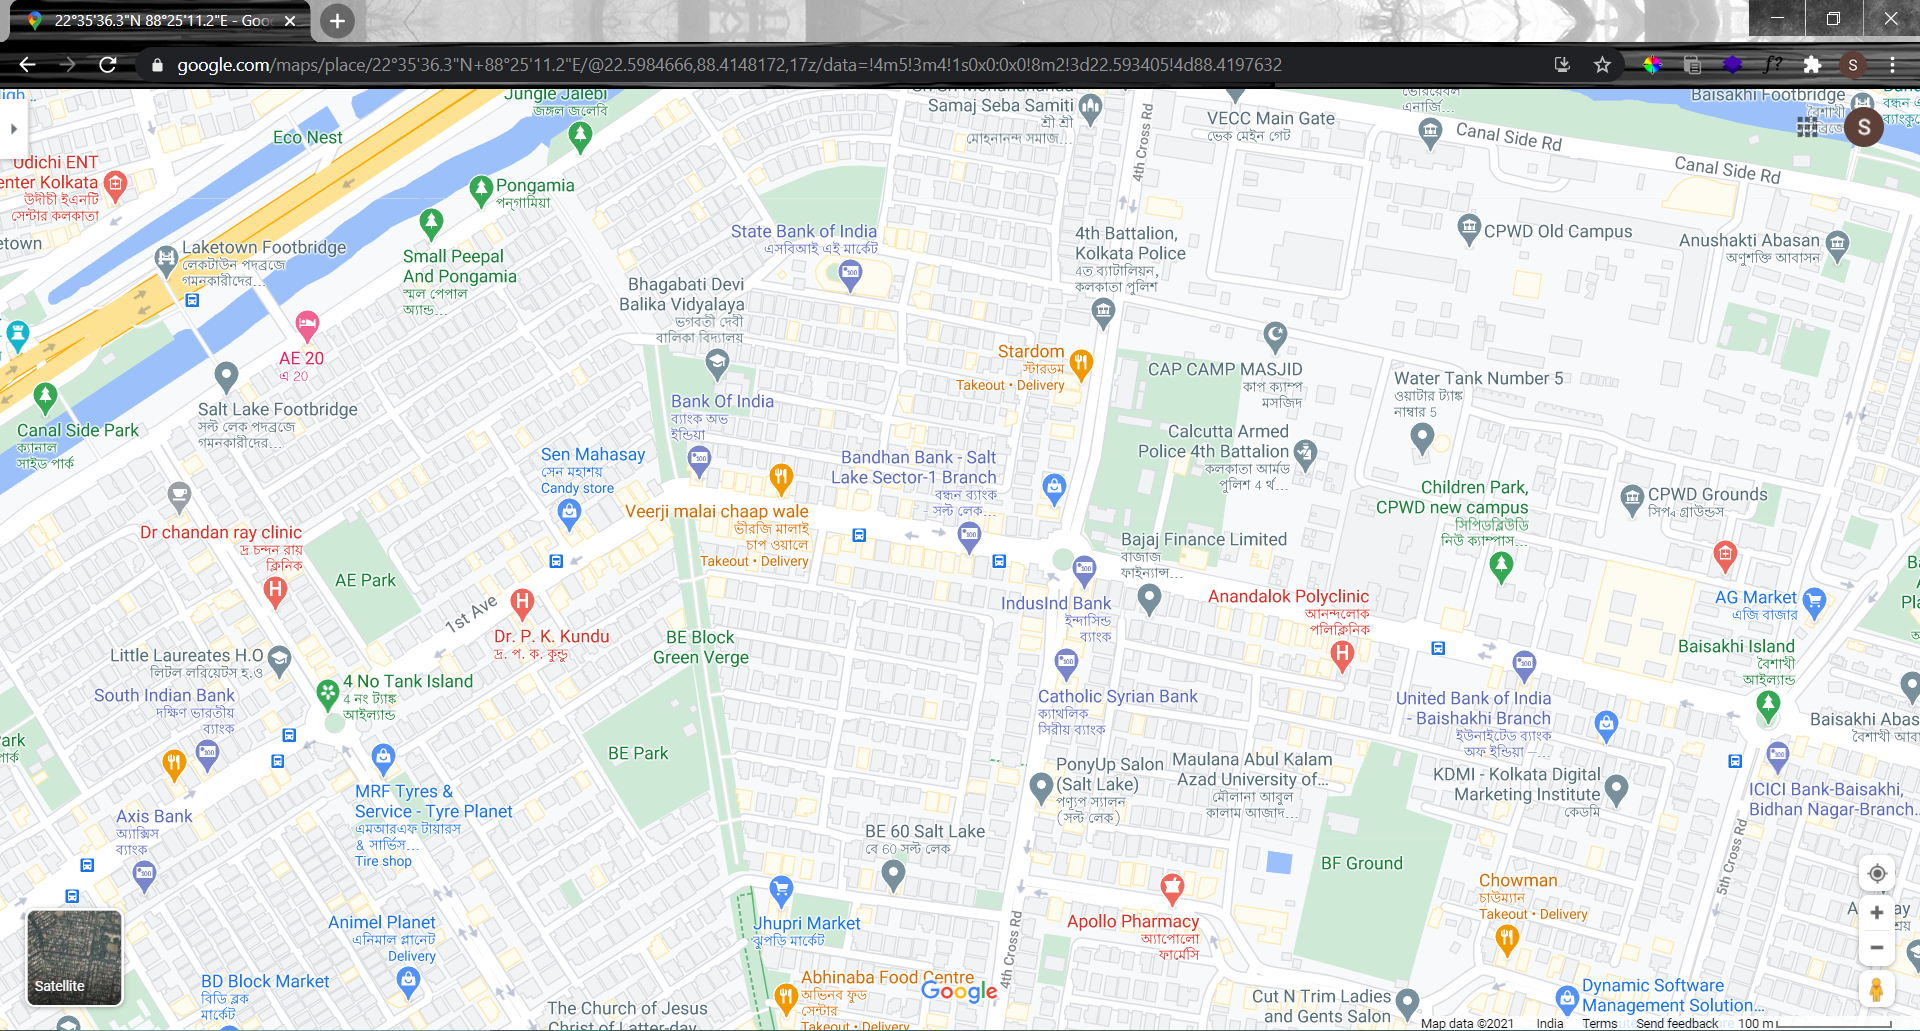 22°35'36.3"N 88°25'11.2"E - Goo
google.com/maps/place/22°35'36.3"N+88°25'11.2"E/@22.5984666,88.4148172,17z/data=!4m5!3m4!1s0x0:0x0!8m2!3d22.593405!4d88.4197632
Jungle Jalebi
জঙ্গল জলেবি
Eco Nest
Samaj Seba Samiti
শ্রী শ্রী
মোহনানন্দ সমাজ...
4th Cross Rd
VECC Main Gate
ভেক মেইন গেট
এনার্জি...
Canal Side Rd
Canal Side Rd
Baisakhi Footbridge
বৈশাখী
S
Udichi ENT
enter Kolkata
উদীচী ইএনটি
সেন্টার কলকাতা
etown
Pongamia
পন্গামিয়া
Laketown Footbridge
লেকটাউন পদব্রজে
গমনকারীদের...
Small Peepal
And Pongamia
স্মল পেপাল
অ্যান্ড...
State Bank of India
এসবিআই এই মার্কেট
4th Battalion,
Kolkata Police
৪ত ব্যাটালিয়ন,
কলকাতা পুলিশ
CPWD Old Campus
Anushakti Abasan
অণুশক্তি আবাসন
Bhagabati Devi
Balika Vidyalaya
ভগবতী দেবী
বালিকা বিদ্যালয়
AE 20
এ 20
Stardom
স্টারডম
Takeout • Delivery
CAP CAMP MASJID
কাপ ক্যাম্প
মসজিদ
Water Tank Number 5
ওয়াটার ট্যাঙ্ক
নাম্বার 5
Salt Lake Footbridge
সল্ট লেক পদব্রজে
গমনকারীদের...
Canal Side Park
ক্যানাল
সাইড পার্ক
Bank Of India
ব্যাংক অভ
ইন্ডিয়া
Sen Mahasay
সেন মহাশয়
Candy store
Bandhan Bank - Salt
Lake Sector-1 Branch
বন্ধন ব্যাংক
- সল্ট লেক...
Calcutta Armed
Police 4th Battalion
কলকাতা আর্মড
পুলিশ 4 র্থ...
Children Park,
CPWD new campus
সিপিডব্লিউডি
নিউ ক্যাম্পাস...
CPWD Grounds
সিপ৭ গ্রাউন্ডস
Veerji malai chaap wale
ভীরজি মালাই
চাপ ওয়ালে
Takeout • Delivery
Dr chandan ray clinic
দ্র চন্দন রায়
ক্লিনিক
AE Park
Bajaj Finance Limited
বাজাজ
ফাইন্যান্স...
IndusInd Bank
ইন্দাসিন্ড
ব্যাংক
Anandalok Polyclinic
আনন্দলোক
পলিক্লিনিক
AG Market
এজি বাজার
1st Ave
Dr. P. K. Kundu
দ্র. প. ক. কুন্ডু
BE Block
Green Verge
Little Laureates H.O
লিটল লরিয়েটস হ.ও
Baisakhi Island
বৈশাখী
আইল্যান্ড
4 No Tank Island
4 নং ট্যাঙ্ক
আইল্যান্ড
South Indian Bank
দক্ষিণ ভারতীয়
ব্যাংক
Catholic Syrian Bank
ক্যাথলিক
সিরীয় ব্যাংক
United Bank of India
- Baishakhi Branch
ইউনাইটেড ব্যাংক
অফ ইন্ডিয়া –...
Baisakhi Abas
বৈশাখী আবা
ark
পার্ক
BE Park
PonyUp Salon
(Salt Lake)
পণ্যপ স্যালন
(সল্ট লেক)
Maulana Abul Kalam
Azad University of...
মৌলানা আবুল
কালাম আজাদ...
KDMI - Kolkata Digital
Marketing Institute
কেডমি
ICICI Bank-Baisakhi,
Bidhan Nagar-Branch...
MRF Tyres &
Service - Tyre Planet
এমআরএফ টায়ারস
& সার্ভিস...
Tire shop
Axis Bank
অ্যাক্সিস
ব্যাংক
BE 60 Salt Lake
বে 60 সল্ট লেক
BF Ground
5th Cross Rd
Chowman
চাউম্যান
Takeout • Delivery
Jhupri Market
ঝুপড়ি মার্কেট
Apollo Pharmacy
অ্যাপোলো
ফার্মেসি
4th Cross Rd
Animel Planet
এনিমাল প্লানেট
Delivery
BD Block Market
বিডি ব্লক
মার্কেট
Satellite
Abhinaba Food Centre
অভিনব ফুড
সেন্টার
Takeout • Delivery
Google
The Church of Jesus
Christ of Latter-day
Cut N Trim Ladies
and Gents Salon
Dynamic Software
Management Solution...
Map data ©2021 India Terms Send feedback 100 m